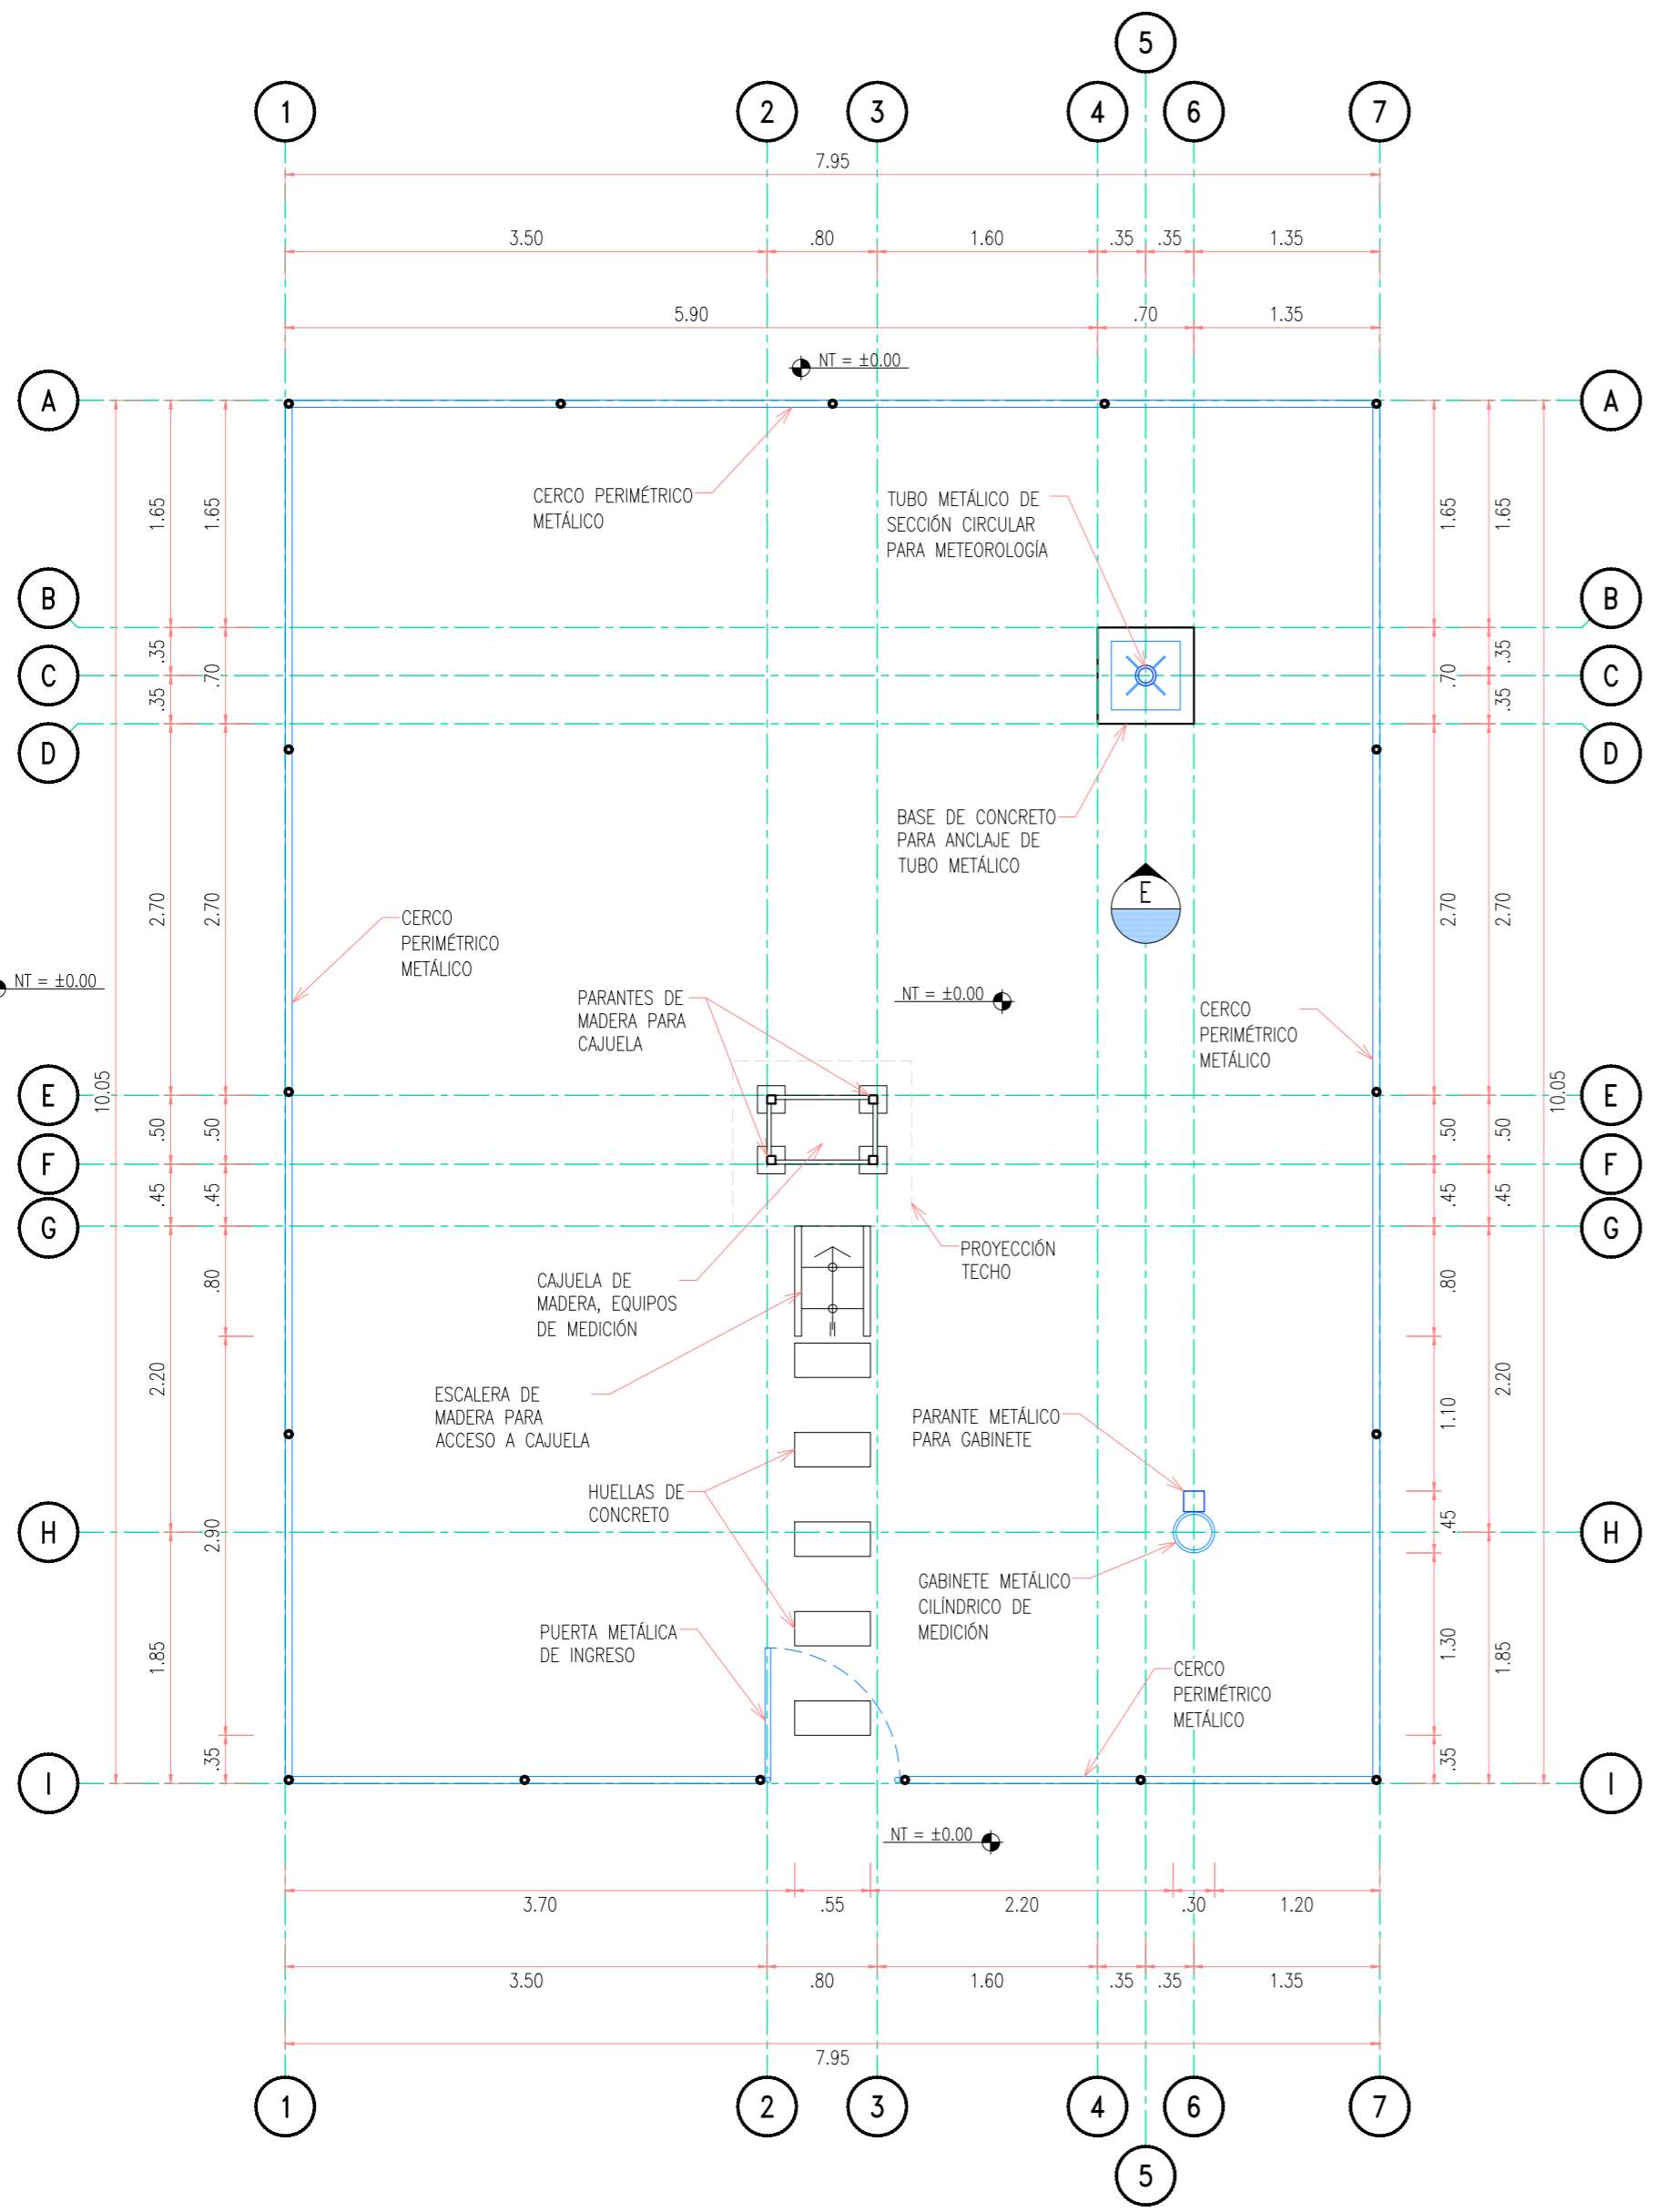 5
1
2
3
4
6
7
7.95
3.50
.80
1.60
.35
.35
1.35
5.90
.70
1.35
NT = ±0.00
A
A
CERCO PERIMÉTRICO
METÁLICO
TUBO METÁLICO DE
SECCIÓN CIRCULAR
PARA METEOROLOGÍA
1.65
1.65
1.65
1.65
B
B
.35
.70
.70
.35
C
C
.35
.35
D
D
BASE DE CONCRETO
PARA ANCLAJE DE
TUBO METÁLICO
E
2.70
2.70
2.70
2.70
CERCO
PERIMÉTRICO
METÁLICO
NT = ±0.00
PARANTES DE
MADERA PARA
CAJUELA
NT = ±0.00
CERCO
PERIMÉTRICO
METÁLICO
E
10.05
10.05
E
.50
.50
.50
.50
F
F
.45
.45
.45
.45
G
G
PROYECCIÓN
TECHO
CAJUELA DE
MADERA, EQUIPOS
DE MEDICIÓN
.80
.80
2.20
2.20
ESCALERA DE
MADERA PARA
ACCESO A CAJUELA
PARANTE METÁLICO
PARA GABINETE
1.10
HUELLAS DE
CONCRETO
H
2.90
.45
H
GABINETE METÁLICO
CILÍNDRICO DE
MEDICIÓN
PUERTA METÁLICA
DE INGRESO
1.85
1.30
1.85
CERCO
PERIMÉTRICO
METÁLICO
.35
.35
I
I
NT = ±0.00
3.70
.55
2.20
.30
1.20
3.50
.80
1.60
.35
.35
1.35
7.95
1
2
3
4
6
7
5